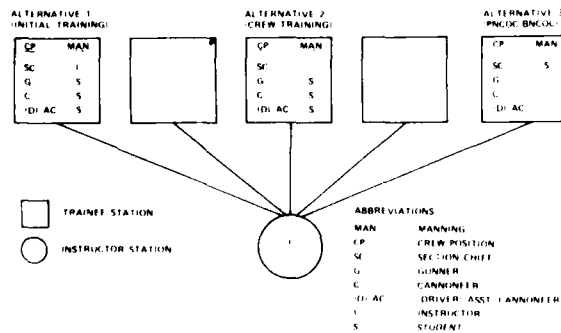 ALTERNATIVE 1
(INITIAL TRAINING)
CP MAN
SC I
G S
C S
(D) AC S
ALTERNATIVE 2
(CREW TRAINING)
CP MAN
SC
G S
C S
(D) AC S
ALTERNATIVE 3
(PNCOC BNCOC)
CP MAN
SC S
G
C
(D) AC
TRAINEE STATION
INSTRUCTOR STATION
I
ABBREVIATIONS
MAN MANNING
CP CREW POSITION
SC SECTION CHIEF
G GUNNER
C CANNONEER
(D) AC (DRIVER) ASST. CANNONEER
I INSTRUCTOR
S STUDENT